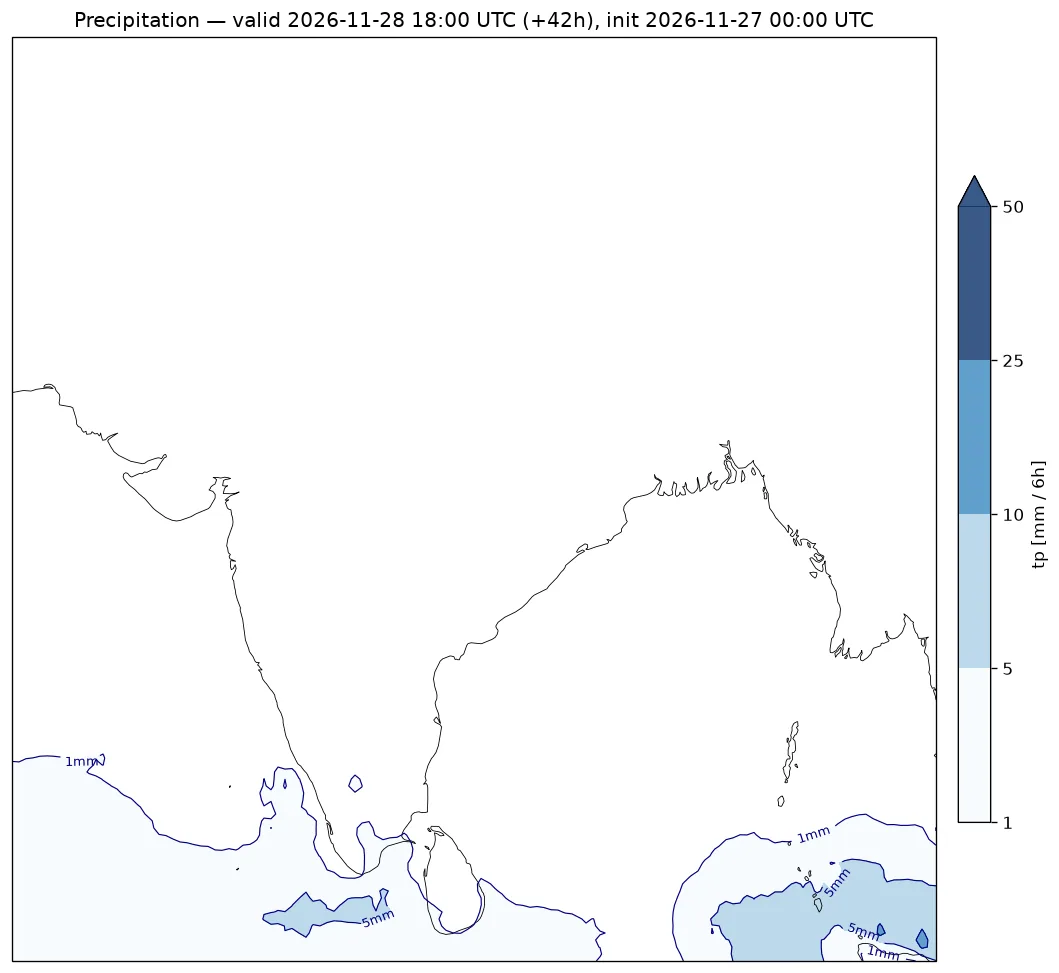 Precipitation — valid 2026-11-28 18:00 UTC (+42h), init 2026-11-27 00:00 UTC
50
25
10
5
1
tp [mm / 6h]
1mm
1mm
5mm
5mm
5mm
1mm